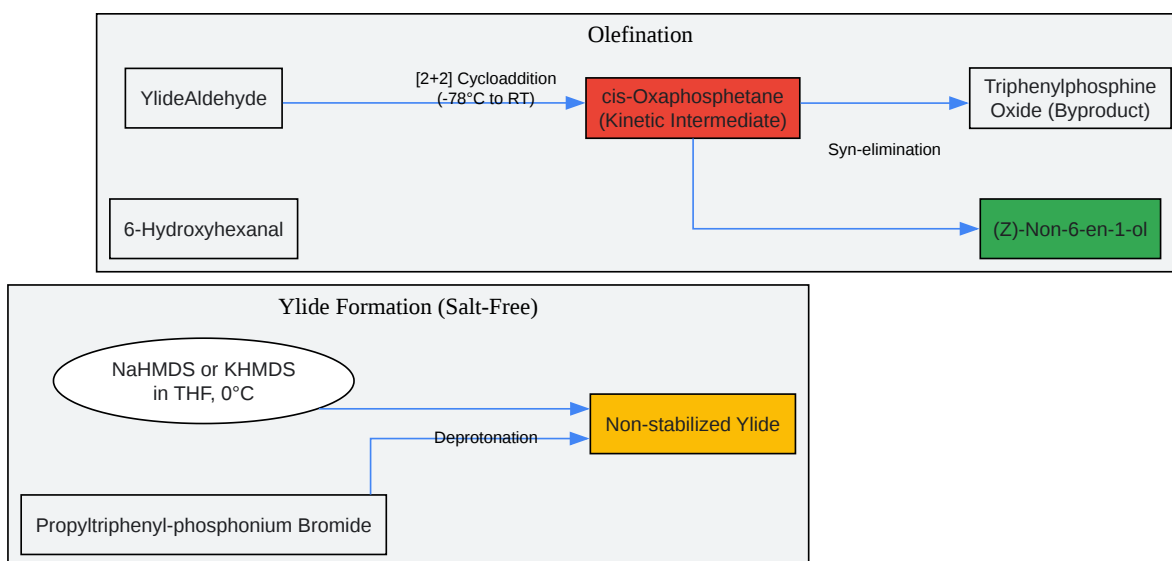 Olefination
YlideAldehyde
[2+2] Cycloaddition
(-78°C to RT)
cis-Oxaphosphetane
(Kinetic Intermediate)
Triphenylphosphine
Oxide (Byproduct)
Syn-elimination
6-Hydroxyhexanal
(Z)-Non-6-en-1-ol
Ylide Formation (Salt-Free)
NaHMDS or KHMDS
in THF, 0°C
Deprotonation
Non-stabilized Ylide
Propyltriphenyl-phosphonium Bromide